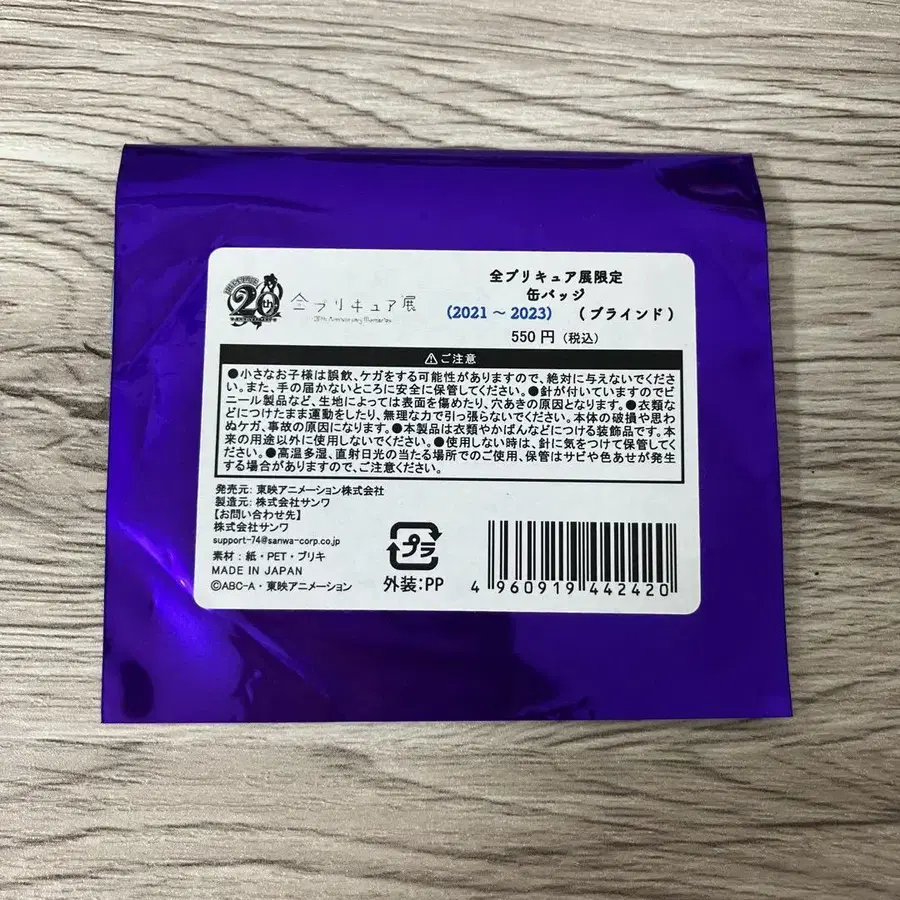 20th
全プリキュア展
20th Anniversary Memories
全プリキュア展限定
缶バッジ
(2021～2023) (ブラインド)
550円(税込)
⚠ご注意
●小さなお子様は誤飲、ケガをする可能性がありますので、絶対に与えないでくださ
い。また、手の届かないところに安全に保管してください。●針が付いていますのでビ
ニール製品など、生地によっては表面を傷めたり、穴あきの原因となります。●衣類な
どにつけたまま運動をしたり、無理な力で引っ張らないでください。本体の破損や思わ
ぬケガ、事故の原因になります。●本製品は衣類やかばんなどにつける装飾品です。本
来の用途以外に使用しないでください。●使用しない時は、針に気をつけて保管してく
ださい。●高温多湿、直射日光の当たる場所でのご使用、保管はサビや色あせが発生
する場合がありますので、ご注意ください。
発売元:東映アニメーション株式会社
製造元:株式会社サンワ
【お問い合わせ先】
株式会社サンワ
support-74@sanwa-corp.co.jp
素材:紙・PET・ブリキ
MADE IN JAPAN
©ABC-A・東映アニメーション
プラ
外装:PP
4 960919 442420